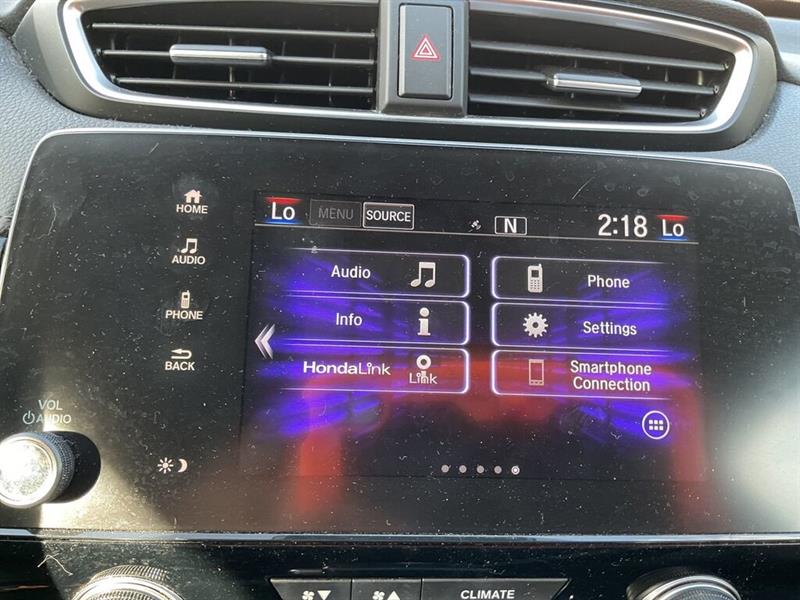 HOME
AUDIO
PHONE
BACK
VOL
AUDIO
Lo MENU SOURCE N 2:18 Lo
Audio
Phone
Info
Settings
HondaLink Link
Smartphone
Connection
CLIMATE